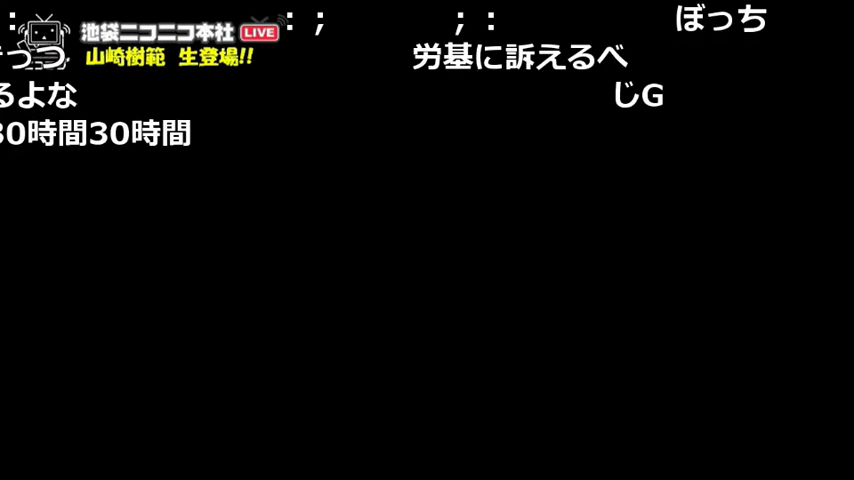 : 池袋ニコニコ本社 LIVE : ; ; : ぼっち
山崎樹範 生登場!! 労基に訴えるべ
るよな じG
30時間30時間